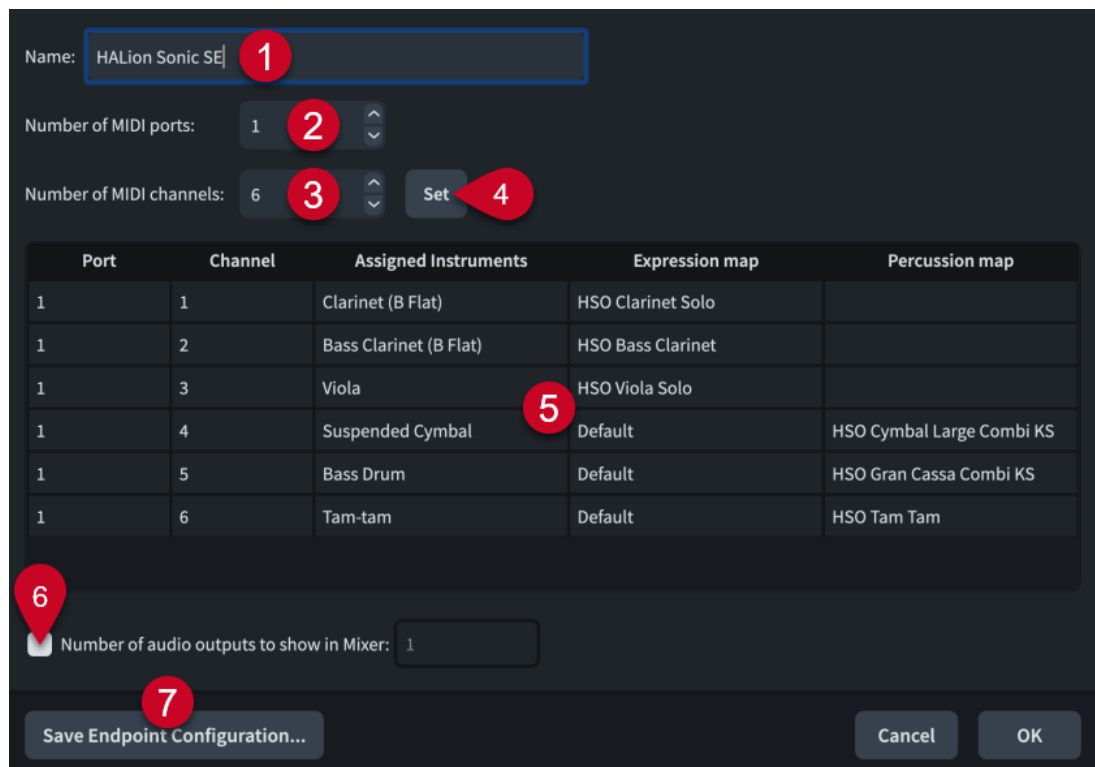 Name: HALion Sonic SE 1
Number of MIDI ports: 1 2
Number of MIDI channels: 6 3 Set 4
Port Channel Assigned Instruments Expression map Percussion map
1 1 Clarinet (B Flat) HSO Clarinet Solo
1 2 Bass Clarinet (B Flat) HSO Bass Clarinet
1 3 Viola HSO Viola Solo
5
1 4 Suspended Cymbal Default HSO Cymbal Large Combi KS
1 5 Bass Drum Default HSO Gran Cassa Combi KS
1 6 Tam-tam Default HSO Tam Tam
6
Number of audio outputs to show in Mixer: 1
7
Save Endpoint Configuration... Cancel OK